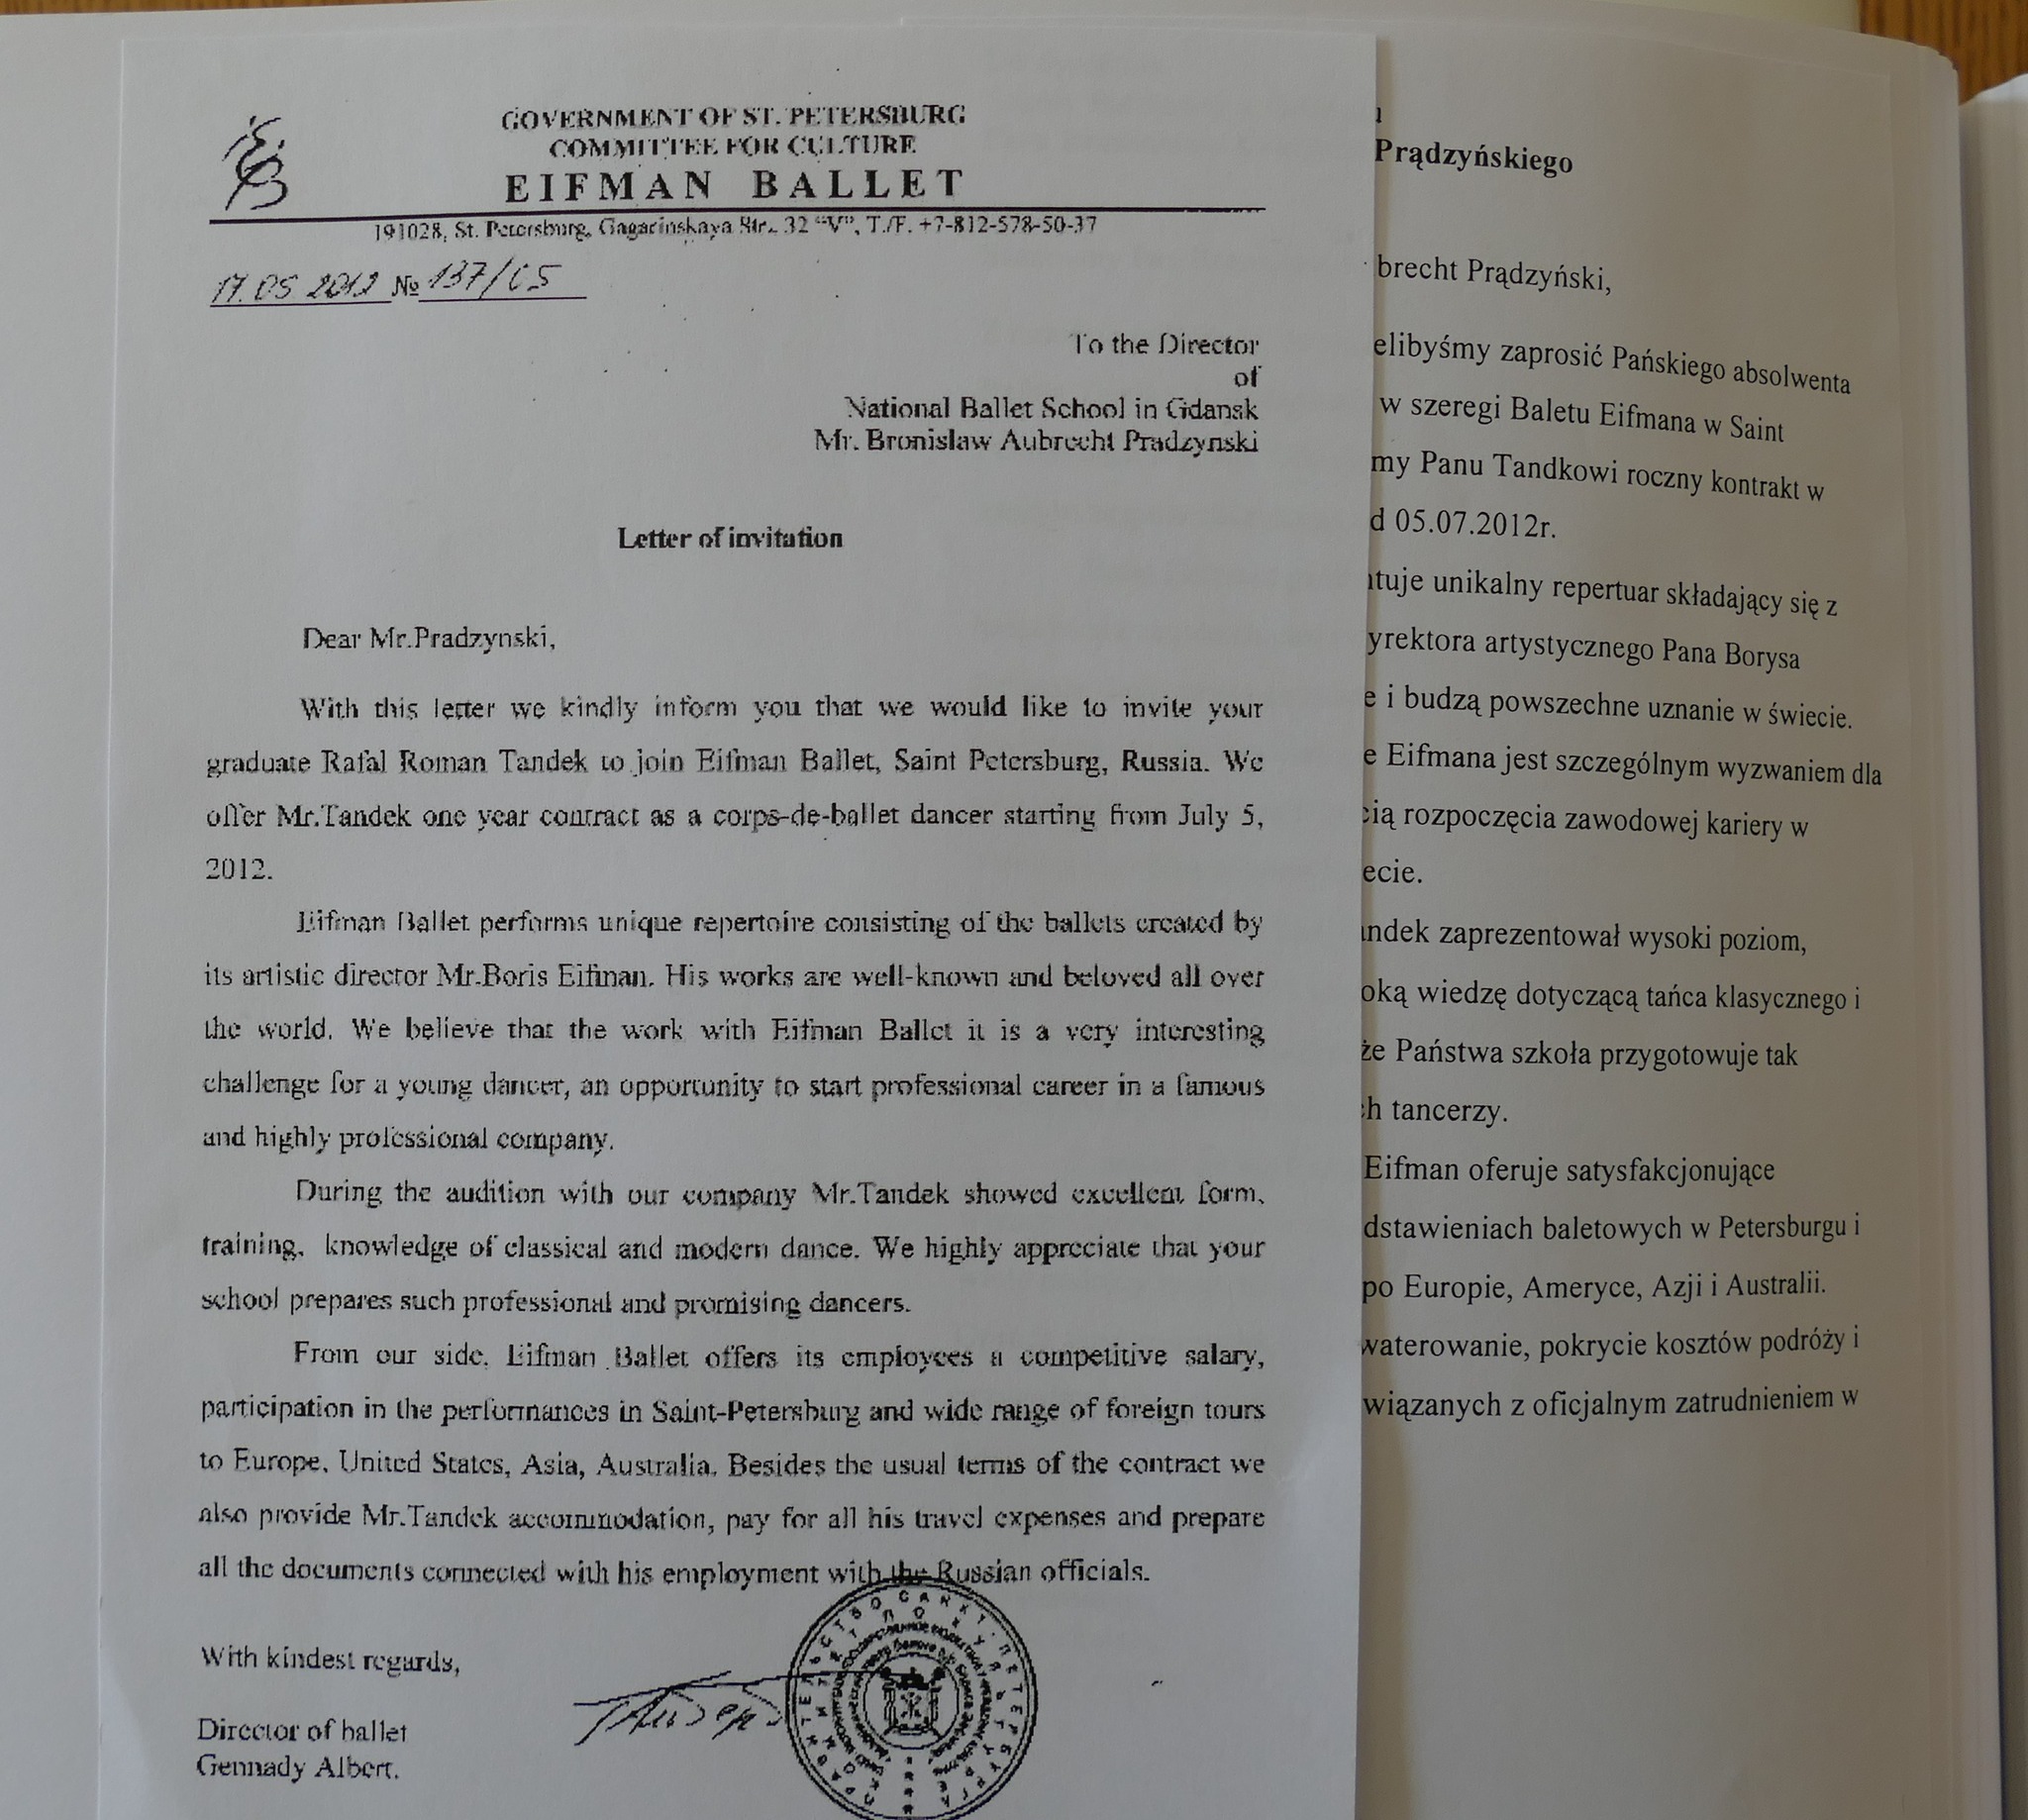 GOVERNMENT OF ST. PETERSBURG
COMMITTEE FOR CULTURE
EIFMAN BALLET
191028, St. Petersburg, Gagarinskaya Str., 32 "V", T./F. +7-812-578-50-37
17.05 2012 № 137/05
To the Director
of
National Ballet School in Gdansk
Mr. Bronislaw Aubrecht Pradzynski
Letter of invitation
Dear Mr.Pradzynski,
With this letter we kindly inform you that we would like to invite your
graduate Rafal Roman Tandek to join Eifman Ballet, Saint Petersburg, Russia. We
offer Mr.Tandek one year contract as a corps-de-ballet dancer starting from July 5,
2012.
Eifman Ballet performs unique repertoire consisting of the ballets created by
its artistic director Mr.Boris Eifman. His works are well-known and beloved all over
the world. We believe that the work with Eifman Ballet it is a very interesting
challenge for a young dancer, an opportunity to start professional career in a famous
and highly professional company.
During the audition with our company Mr.Tandek showed excellent form,
training, knowledge of classical and modern dance. We highly appreciate that your
school prepares such professional and promising dancers.
From our side, Eifman Ballet offers its employees a competitive salary,
participation in the performances in Saint-Petersburg and wide range of foreign tours
to Europe, United States, Asia, Australia. Besides the usual terms of the contract we
also provide Mr.Tandek accommodation, pay for all his travel expenses and prepare
all the documents connected with his employment with the Russian officials.
With kindest regards,
Director of ballet
Gennady Albert.
ПРАВИТЕЛЬСТВО САНКТ-ПЕТЕРБУРГА
Prądzyńskiego
brecht Prądzyński,
elibyśmy zaprosić Pańskiego absolwenta
w szeregi Baletu Eifmana w Saint
my Panu Tandkowi roczny kontrakt w
d 05.07.2012r.
tuje unikalny repertuar składający się z
yrektora artystycznego Pana Borysa
e i budzą powszechne uznanie w świecie.
e Eifmana jest szczególnym wyzwaniem dla
cią rozpoczęcia zawodowej kariery w
ecie.
ndek zaprezentował wysoki poziom,
oką wiedzę dotyczącą tańca klasycznego i
że Państwa szkoła przygotowuje tak
h tancerzy.
Eifman oferuje satysfakcjonujące
dstawieniach baletowych w Petersburgu i
po Europie, Ameryce, Azji i Australii.
waterowanie, pokrycie kosztów podróży i
wiązanych z oficjalnym zatrudnieniem w